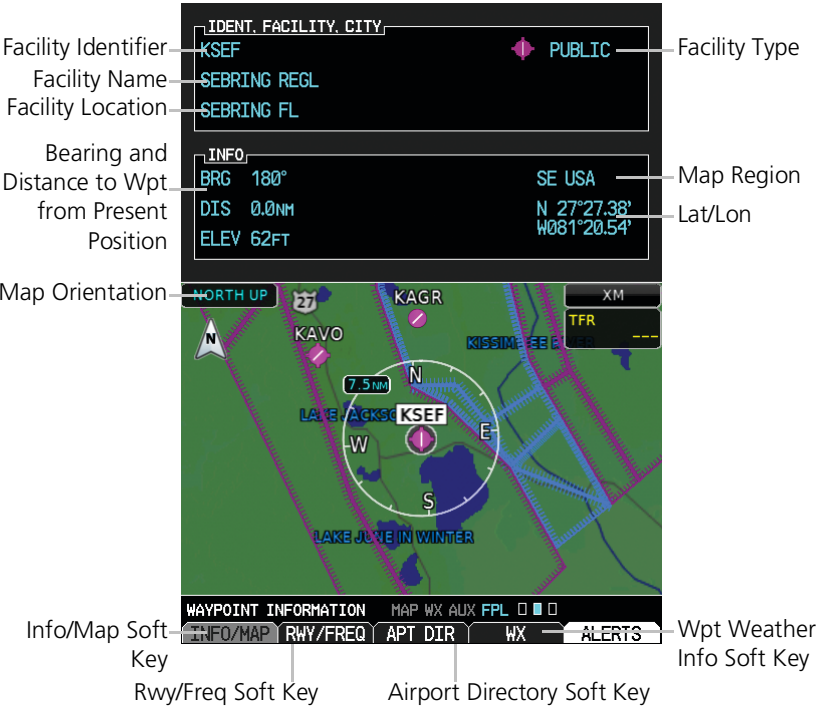 IDENT, FACILITY, CITY
Facility Identifier
KSEF
PUBLIC
Facility Type
Facility Name
SEBRING REGL
Facility Location
SEBRING FL
INFO
Bearing and
Distance to Wpt
from Present
Position
BRG 180°
DIS 0.0NM
ELEV 62FT
SE USA
Map Region
N 27°27.38'
W081°20.54'
Lat/Lon
Map Orientation
NORTH UP
27
KAGR
XM
TFR
---
N
KAVO
7.5NM
N
KSEF
W
E
S
LAKE JUNE IN WINTER
WAYPOINT INFORMATION MAP WX AUX FPL
Info/Map Soft
Key
INFO/MAP
RWY/FREQ
APT DIR
WX
ALERTS
Wpt Weather
Info Soft Key
Rwy/Freq Soft Key
Airport Directory Soft Key